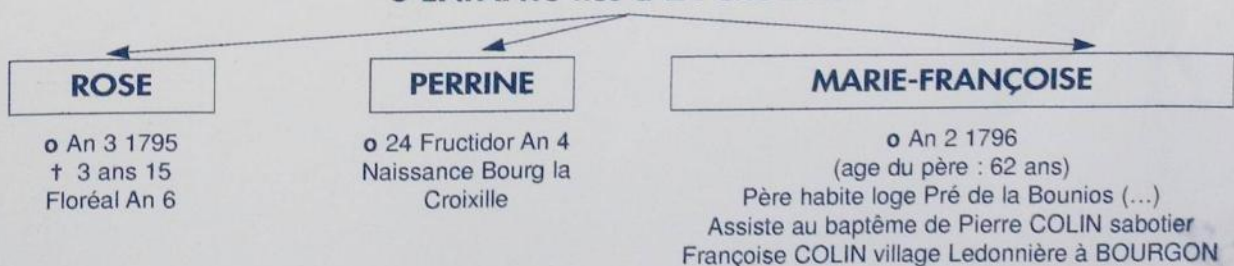 ROSE
o An 3 1795
† 3 ans 15
Floréal An 6
PERRINE
o 24 Fructidor An 4
Naissance Bourg la
Croixille
MARIE-FRANÇOISE
o An 2 1796
(age du père : 62 ans)
Père habite loge Pré de la Bounios (...)
Assiste au baptême de Pierre COLIN sabotier
Françoise COLIN village Ledonnière à BOURGON